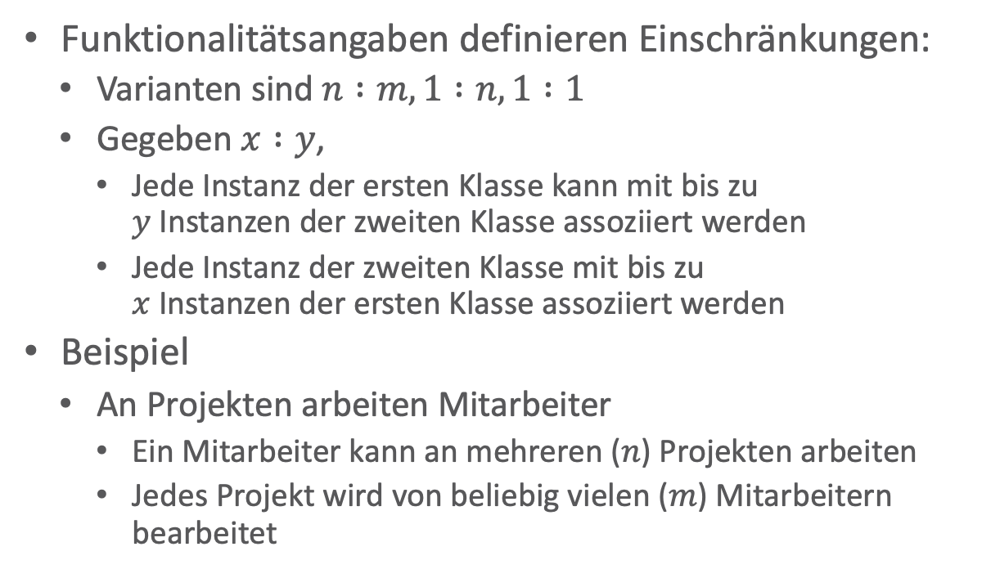 • Funktionalitätsangaben definieren Einschränkungen:
• Varianten sind n : m, 1 : n, 1 : 1
• Gegeben x : y,
• Jede Instanz der ersten Klasse kann mit bis zu
y Instanzen der zweiten Klasse assoziiert werden
• Jede Instanz der zweiten Klasse mit bis zu
x Instanzen der ersten Klasse assoziiert werden
• Beispiel
• An Projekten arbeiten Mitarbeiter
• Ein Mitarbeiter kann an mehreren (n) Projekten arbeiten
• Jedes Projekt wird von beliebig vielen (m) Mitarbeitern
bearbeitet